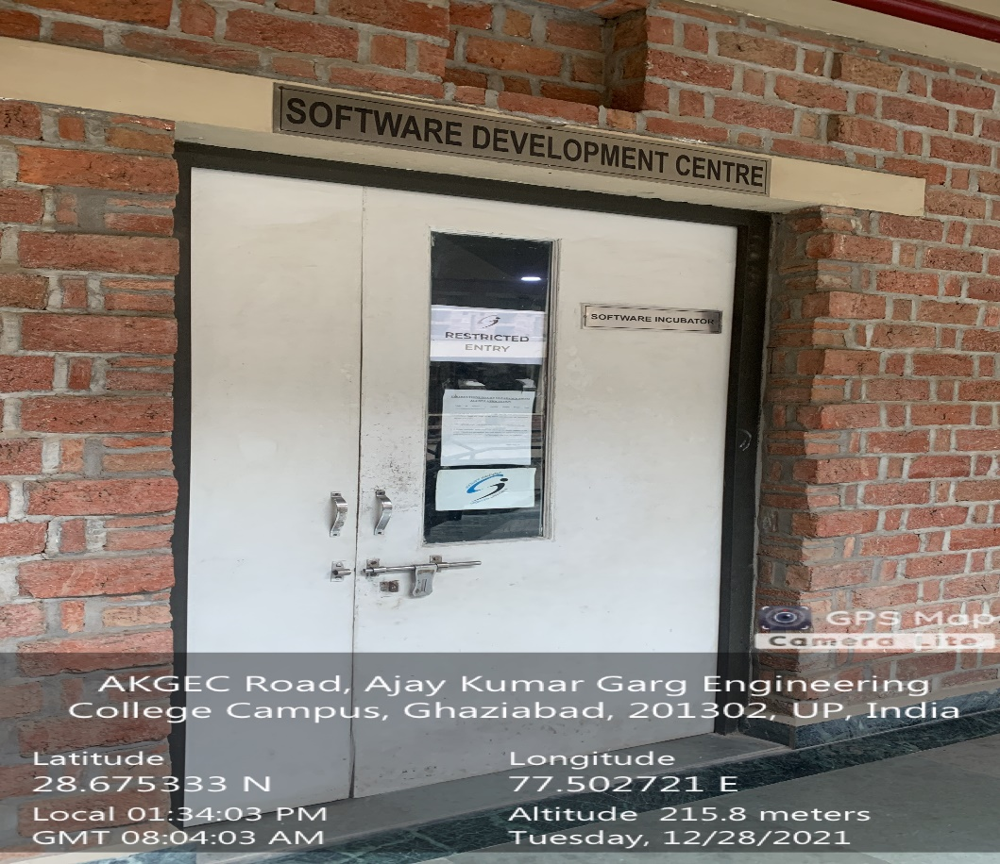 SOFTWARE DEVELOPMENT CENTRE
SOFTWARE INCUBATOR
RESTRICTED
ENTRY
GPS Map
Camera Lite
AKGEC Road, Ajay Kumar Garg Engineering
College Campus, Ghaziabad, 201302, UP, India
Latitude
28.675333 N
Longitude
77.502721 E
Local 01:34:03 PM
GMT 08:04:03 AM
Altitude 215.8 meters
Tuesday, 12/28/2021